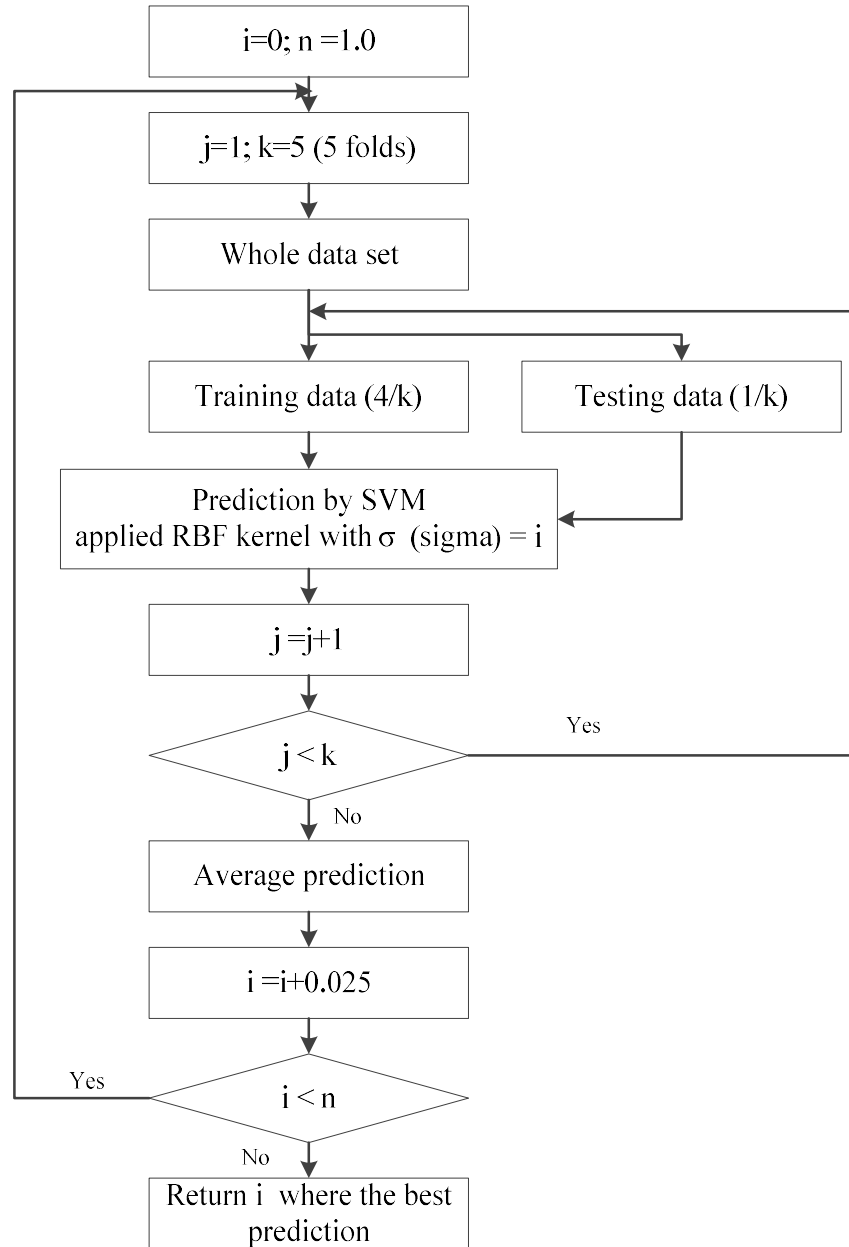 i=0; n =1.0
j=1; k=5 (5 folds)
Whole data set
Training data (4/k)
Testing data (1/k)
Prediction by SVM
applied RBF kernel with σ (sigma) = i
j =j+1
j < k
Yes
No
Average prediction
i =i+0.025
i < n
Yes
No
Return i where the best
prediction